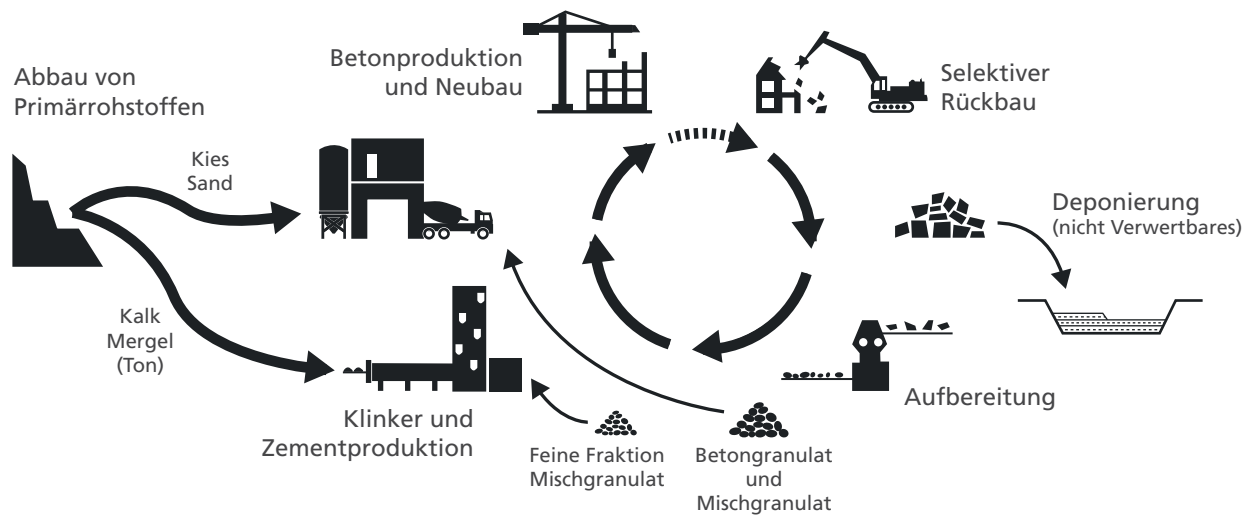 Betonproduktion
und Neubau
Selektiver
Rückbau
Abbau von
Primärrohstoffen
Kies
Sand
Deponierung
(nicht Verwertbares)
Kalk
Mergel
(Ton)
Aufbereitung
Klinker und
Zementproduktion
Feine Fraktion
Mischgranulat
Betongranulat
und
Mischgranulat